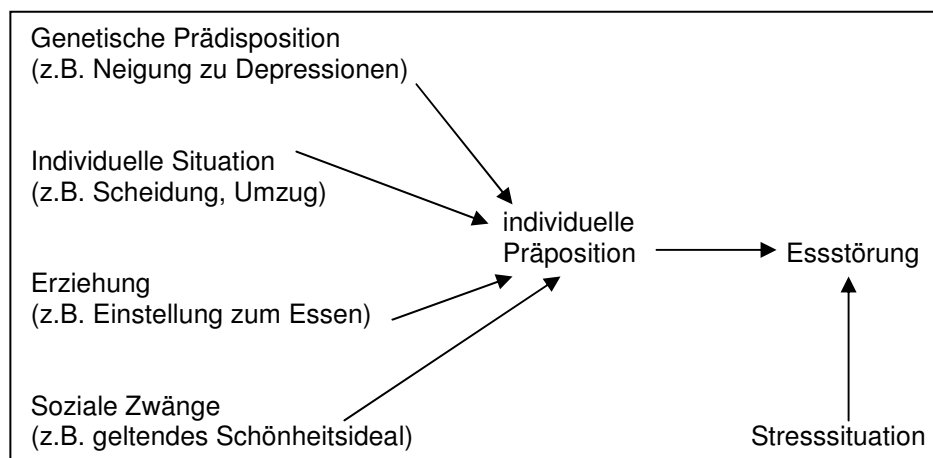 Genetische Prädisposition
(z.B. Neigung zu Depressionen)
Individuelle Situation
(z.B. Scheidung, Umzug)
individuelle
Präposition
Essstörung
Erziehung
(z.B. Einstellung zum Essen)
Soziale Zwänge
(z.B. geltendes Schönheitsideal)
Stresssituation